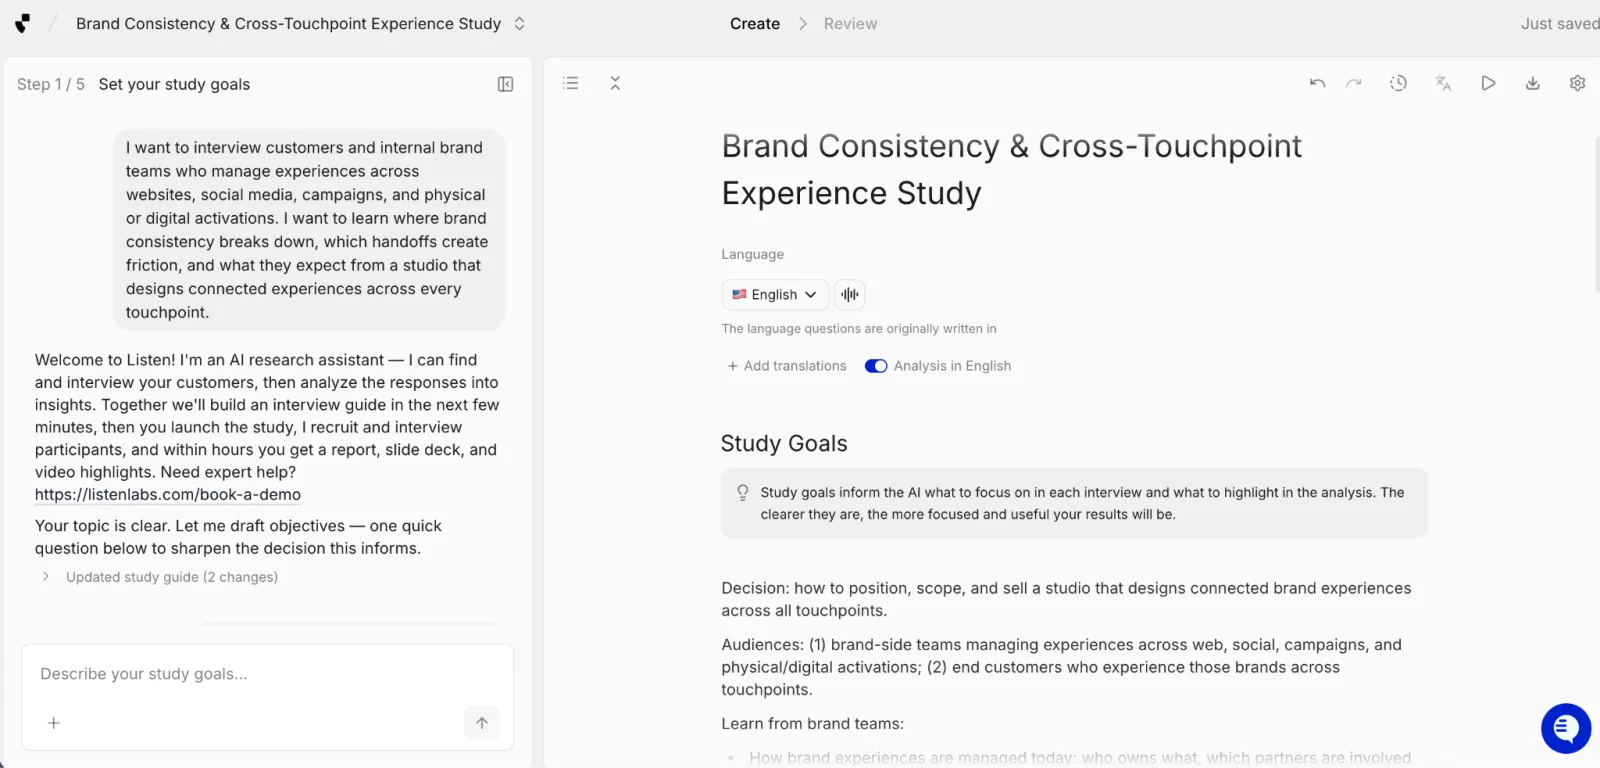 Brand Consistency & Cross-Touchpoint Experience Study
Create
Review
Just saved
Step 1 / 5 Set your study goals
I want to interview customers and internal brand
teams who manage experiences across
websites, social media, campaigns, and physical
or digital activations. I want to learn where brand
consistency breaks down, which handoffs create
friction, and what they expect from a studio that
designs connected experiences across every
touchpoint.
Welcome to Listen! I'm an AI research assistant — I can find
and interview your customers, then analyze the responses into
insights. Together we'll build an interview guide in the next few
minutes, then you launch the study, I recruit and interview
participants, and within hours you get a report, slide deck, and
video highlights. Need expert help?
https://listenlabs.com/book-a-demo
Your topic is clear. Let me draft objectives — one quick
question below to sharpen the decision this informs.
Updated study guide (2 changes)
Describe your study goals...
Brand Consistency & Cross-Touchpoint
Experience Study
Language
English
The language questions are originally written in
+ Add translations
Analysis in English
Study Goals
Study goals inform the AI what to focus on in each interview and what to highlight in the analysis. The
clearer they are, the more focused and useful your results will be.
Decision: how to position, scope, and sell a studio that designs connected brand experiences
across all touchpoints.
Audiences: (1) brand-side teams managing experiences across web, social, campaigns, and
physical/digital activations; (2) end customers who experience those brands across
touchpoints.
Learn from brand teams:
• How brand experiences are managed today: who owns what, which partners are involved